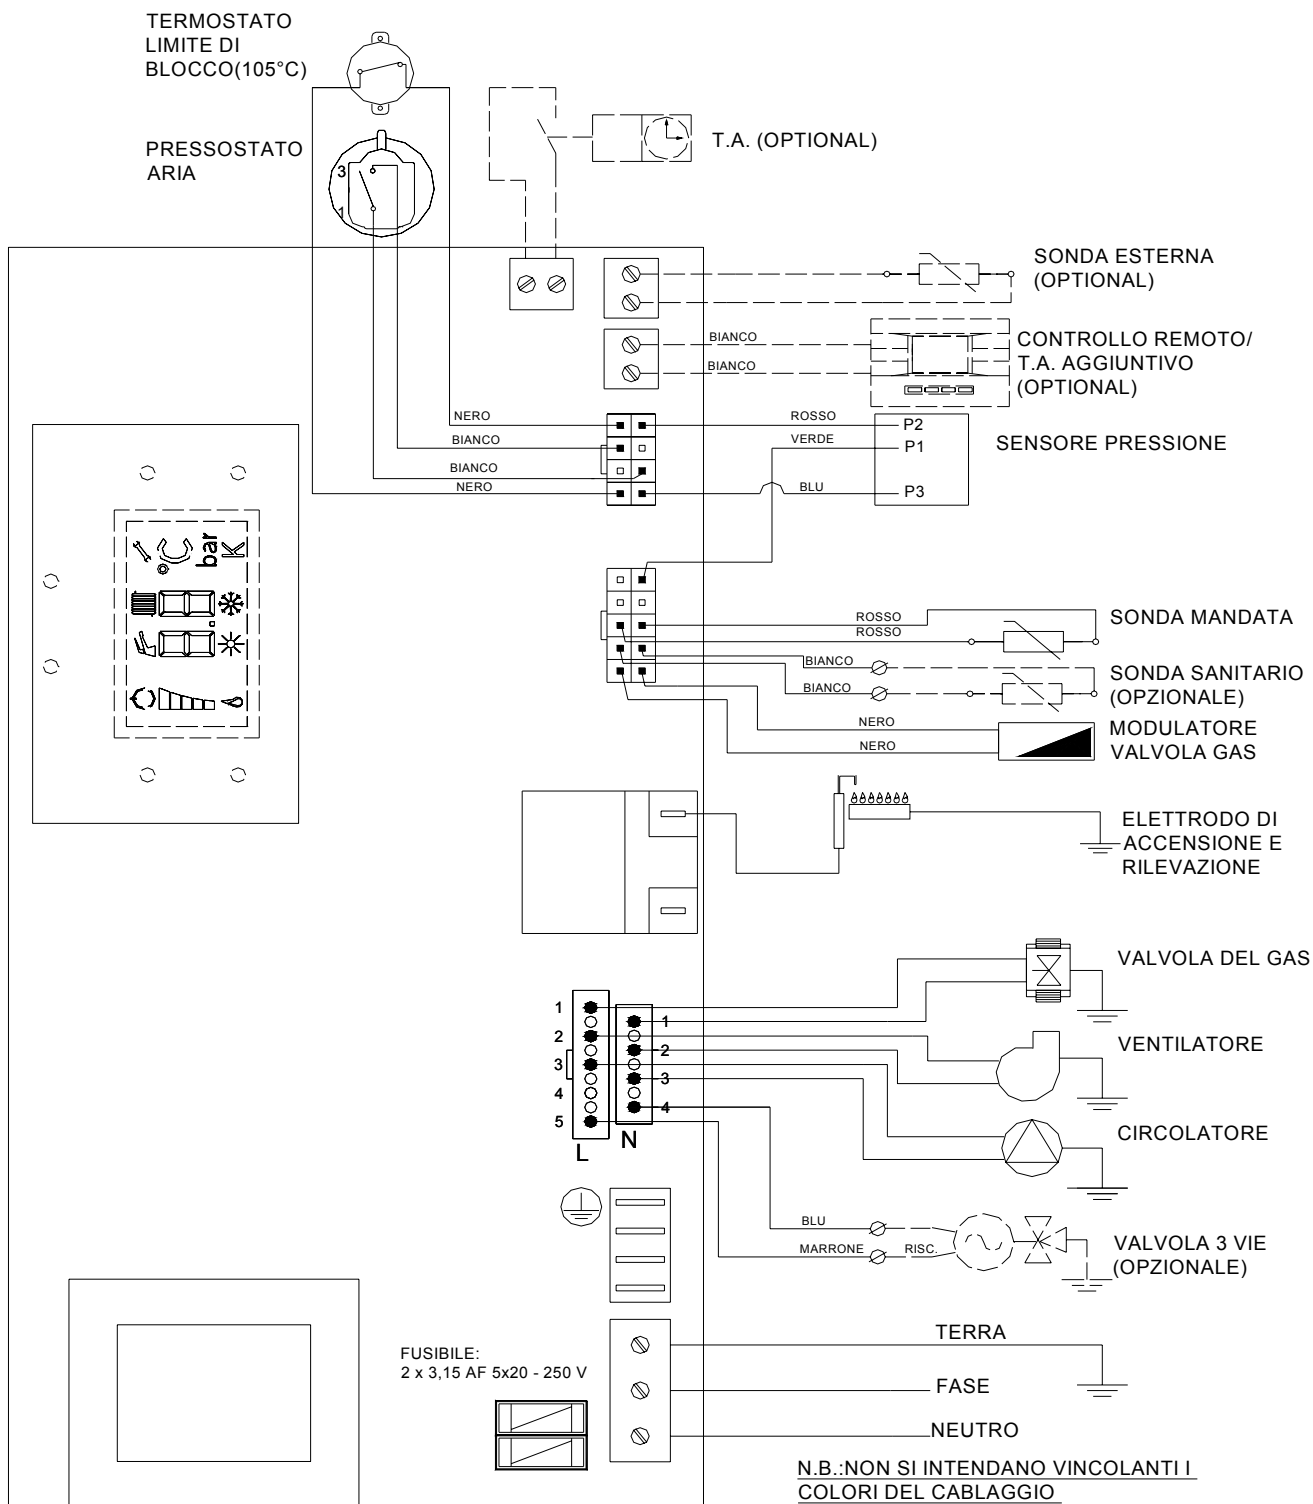 TERMOSTATO
LIMITE DI
BLOCCO(105°C)
PRESSOSTATO
ARIA
3
1
T.A. (OPTIONAL)
SONDA ESTERNA
(OPTIONAL)
BIANCO
BIANCO
CONTROLLO REMOTO/
T.A. AGGIUNTIVO
(OPTIONAL)
NERO
BIANCO
BIANCO
NERO
ROSSO
VERDE
BLU
P2
P1
P3
SENSORE PRESSIONE
°C
bar
K
ROSSO
ROSSO
SONDA MANDATA
BIANCO
BIANCO
SONDA SANITARIO
(OPZIONALE)
NERO
NERO
MODULATORE
VALVOLA GAS
ELETTRODO DI
ACCENSIONE E
RILEVAZIONE
VALVOLA DEL GAS
1
2
3
4
5
L
1
2
3
4
N
VENTILATORE
CIRCOLATORE
BLU
MARRONE
RISC.
VALVOLA 3 VIE
(OPZIONALE)
TERRA
FASE
NEUTRO
FUSIBILE:
2 x 3,15 AF 5x20 - 250 V
N.B.:NON SI INTENDANO VINCOLANTI I
COLORI DEL CABLAGGIO